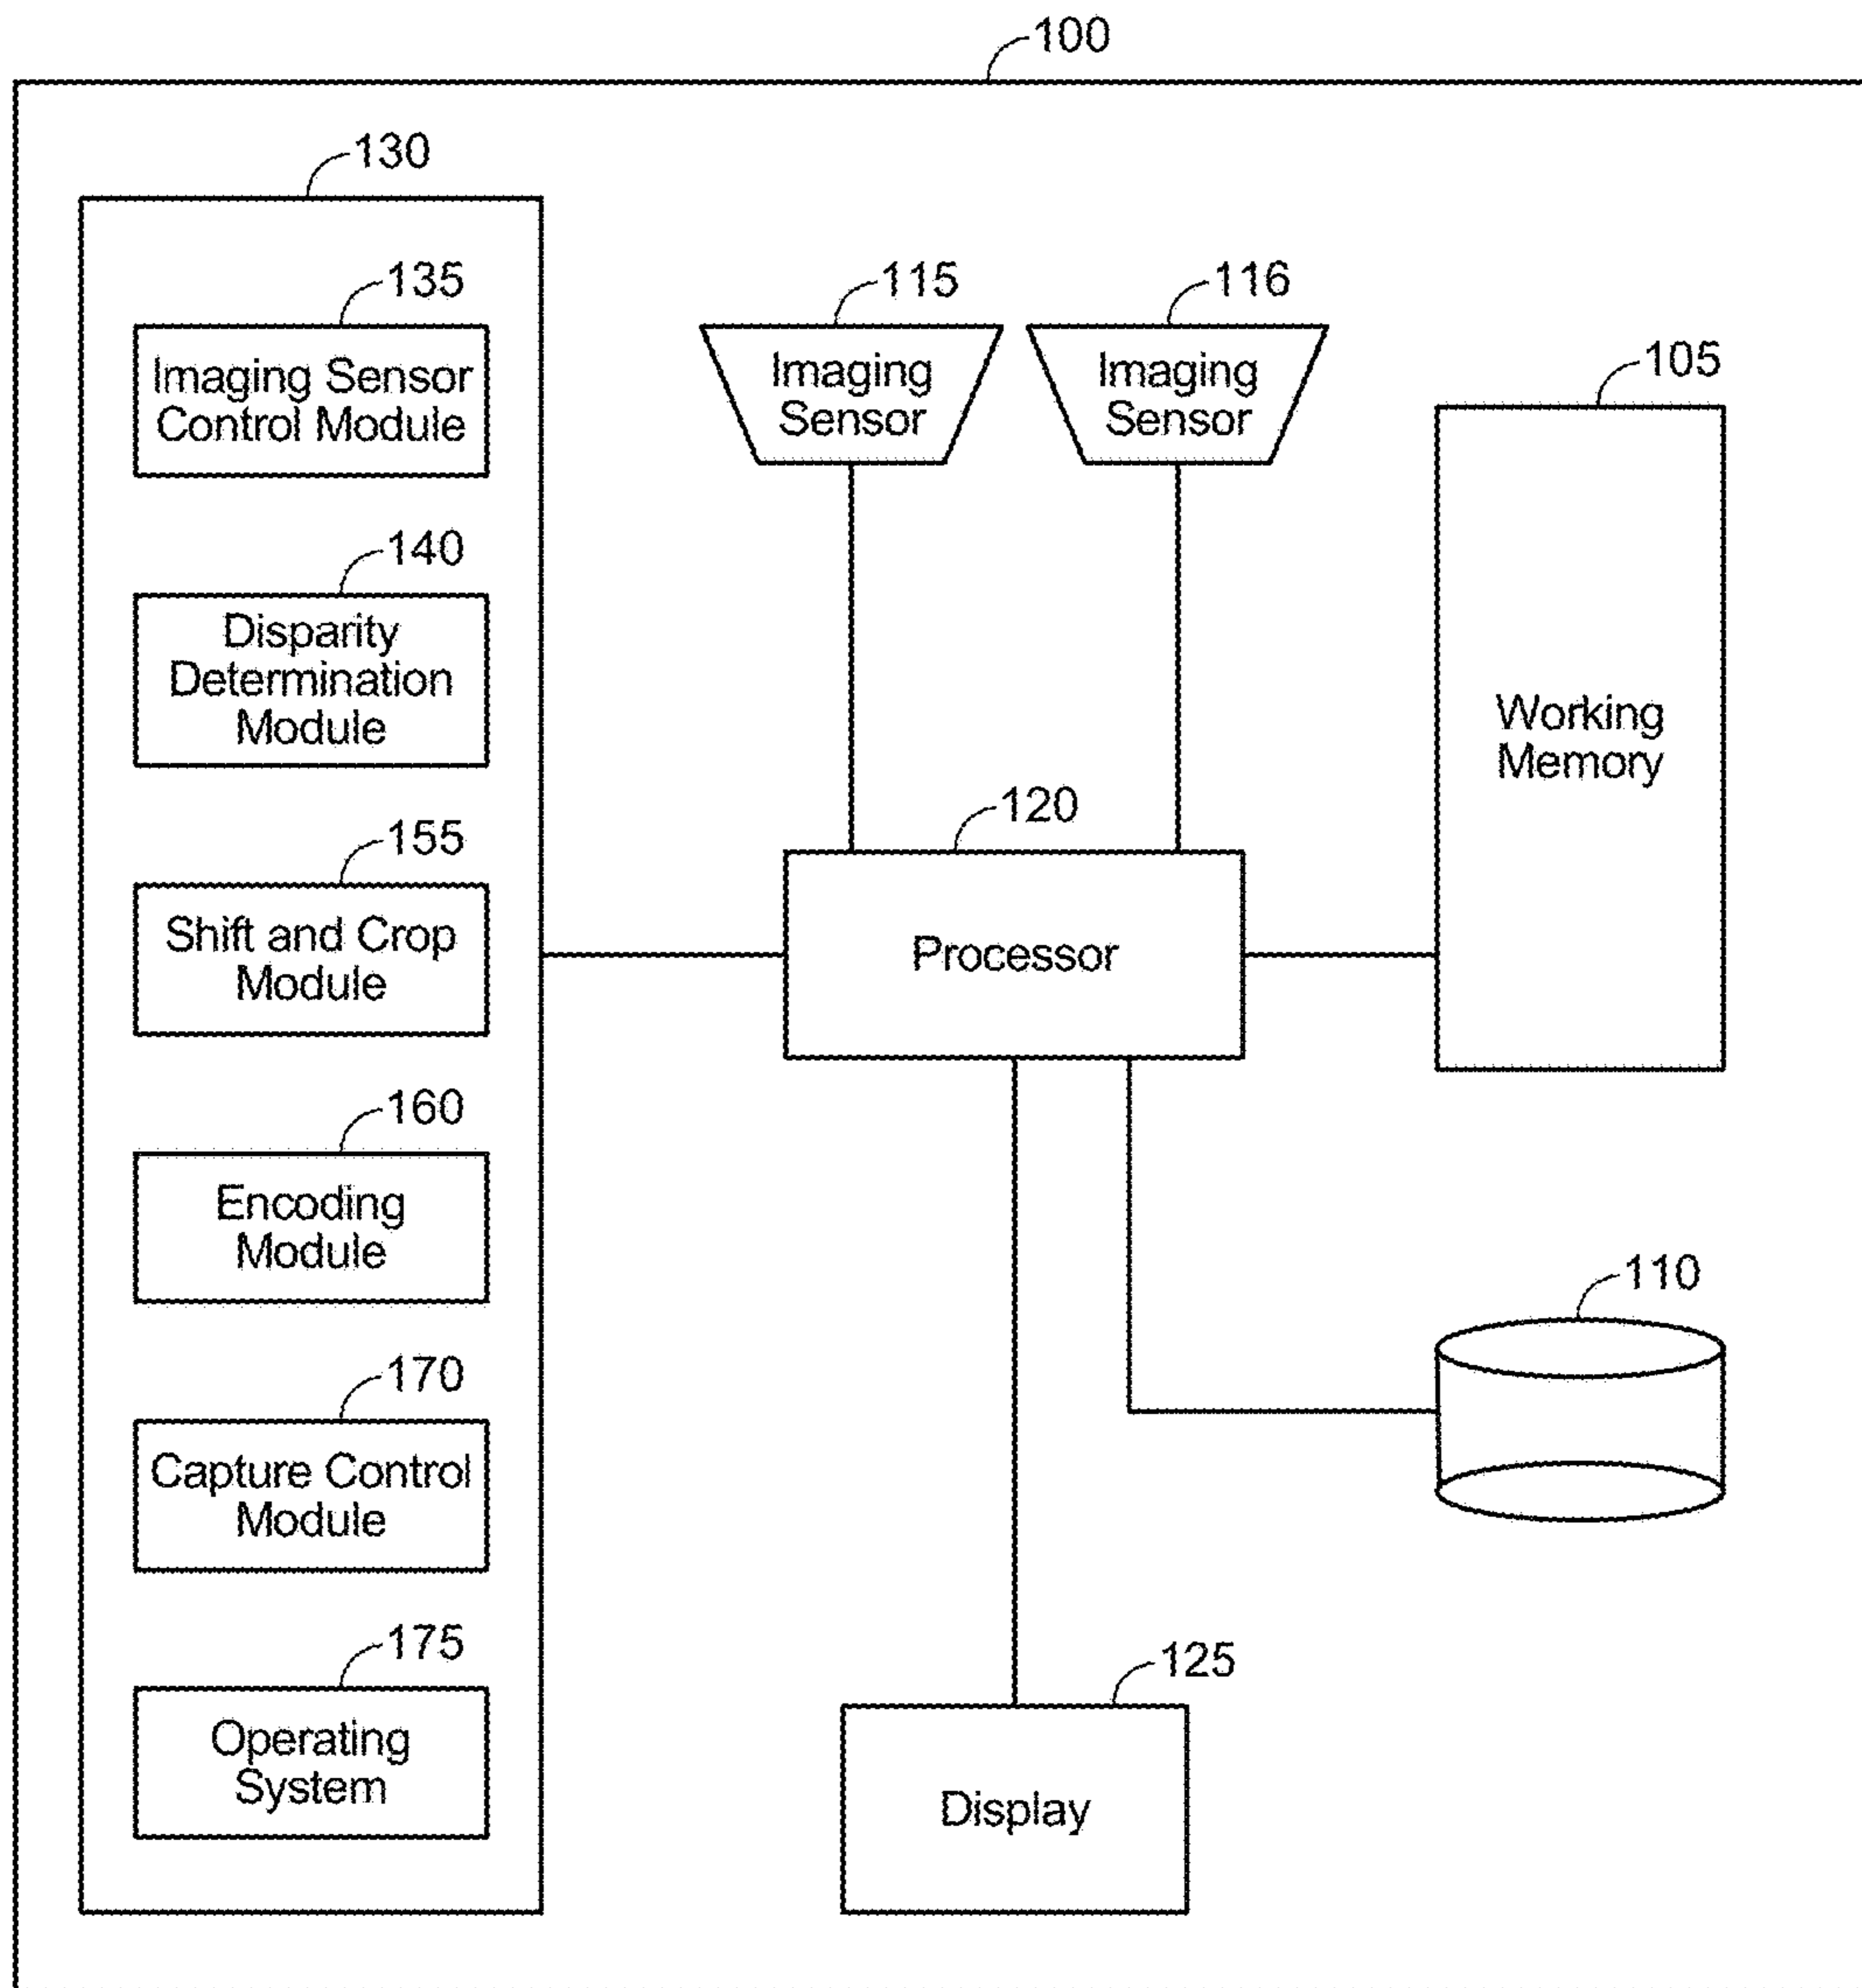 100
130
135
Imaging Sensor
Control Module
140
Disparity
Determination
Module
155
Shift and Crop
Module
160
Encoding
Module
170
Capture Control
Module
175
Operating
System
115
Imaging
Sensor
116
Imaging
Sensor
105
Working
Memory
120
Processor
110
125
Display